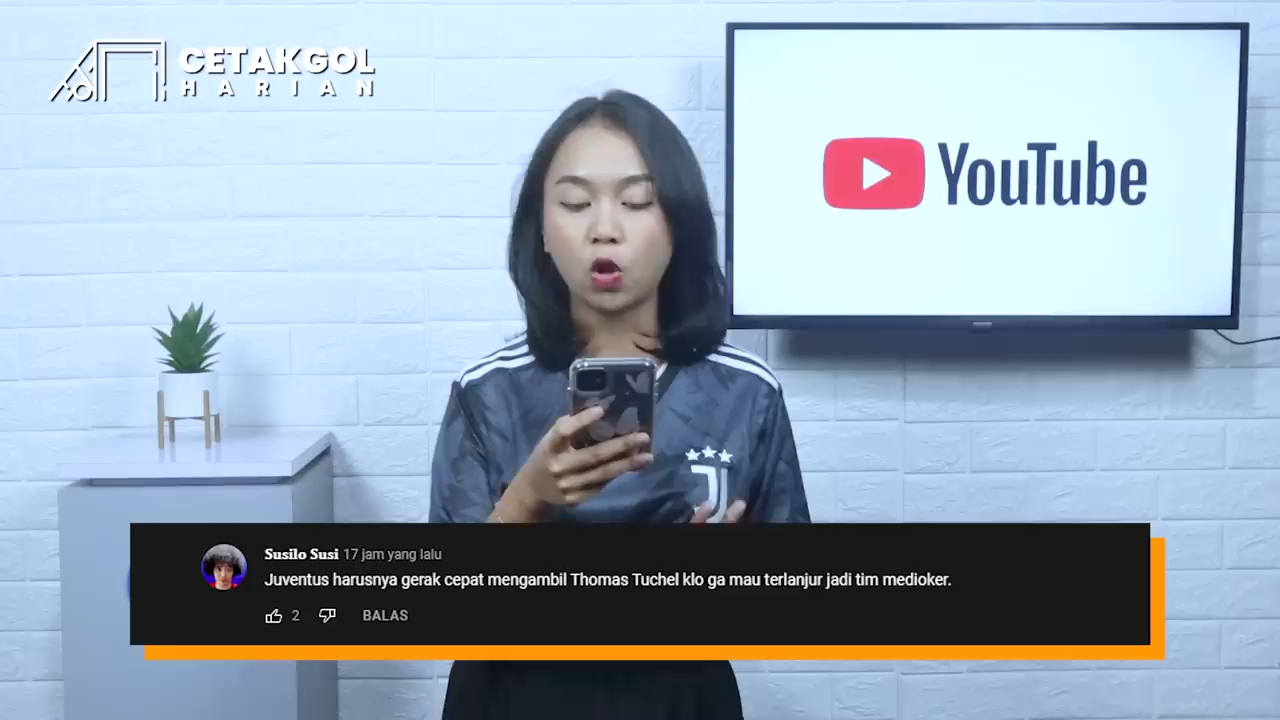 CETAKGOL
HARIAN
YouTube
Susilo Susi 17 jam yang lalu
Juventus harusnya gerak cepat mengambil Thomas Tuchel klo ga mau terlanjur jadi tim medioker.
2 BALAS